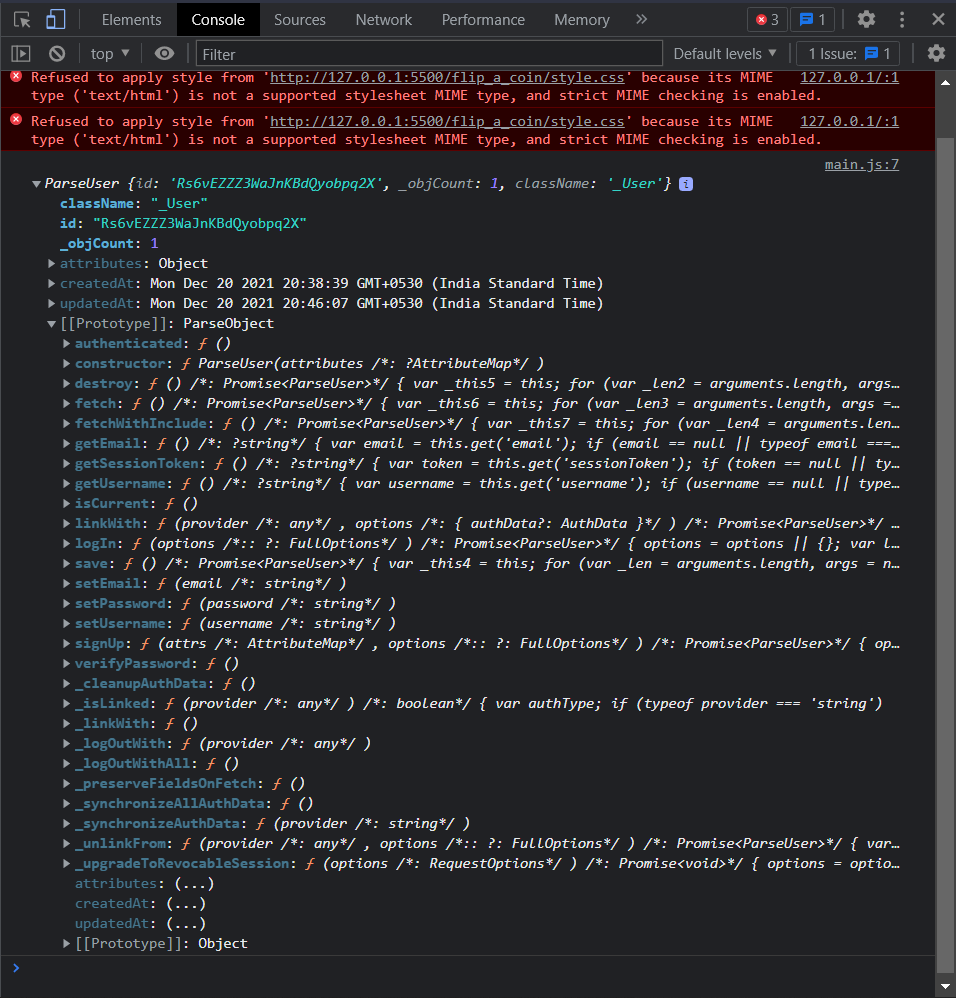 Elements Console Sources Network Performance Memory » 3 1
top Filter Default levels 1 Issue: 1
Refused to apply style from 'http://127.0.0.1:5500/flip_a_coin/style.css' because its MIME 127.0.0.1/:1
type ('text/html') is not a supported stylesheet MIME type, and strict MIME checking is enabled.
Refused to apply style from 'http://127.0.0.1:5500/flip_a_coin/style.css' because its MIME 127.0.0.1/:1
type ('text/html') is not a supported stylesheet MIME type, and strict MIME checking is enabled.
main.js:7
ParseUser {id: 'Rs6vEZZZ3WaJnKBdQyobpq2X', _objCount: 1, className: '_User'} i
className: "_User"
id: "Rs6vEZZZ3WaJnKBdQyobpq2X"
_objCount: 1
attributes: Object
createdAt: Mon Dec 20 2021 20:38:39 GMT+0530 (India Standard Time)
updatedAt: Mon Dec 20 2021 20:46:07 GMT+0530 (India Standard Time)
[[Prototype]]: ParseObject
authenticated: ƒ ()
constructor: ƒ ParseUser(attributes /*: ?AttributeMap*/ )
destroy: ƒ () /*: Promise<ParseUser>*/ { var _this5 = this; for (var _len2 = arguments.length, args…
fetch: ƒ () /*: Promise<ParseUser>*/ { var _this6 = this; for (var _len3 = arguments.length, args =…
fetchWithInclude: ƒ () /*: Promise<ParseUser>*/ { var _this7 = this; for (var _len4 = arguments.len…
getEmail: ƒ () /*: ?string*/ { var email = this.get('email'); if (email == null || typeof email ===…
getSessionToken: ƒ () /*: ?string*/ { var token = this.get('sessionToken'); if (token == null || ty…
getUsername: ƒ () /*: ?string*/ { var username = this.get('username'); if (username == null || type…
isCurrent: ƒ ()
linkWith: ƒ (provider /*: any*/ , options /*: { authData?: AuthData }*/ ) /*: Promise<ParseUser>*/ …
logIn: ƒ (options /*:: ?: FullOptions*/ ) /*: Promise<ParseUser>*/ { options = options || {}; var l…
save: ƒ () /*: Promise<ParseUser>*/ { var _this4 = this; for (var _len = arguments.length, args = n…
setEmail: ƒ (email /*: string*/ )
setPassword: ƒ (password /*: string*/ )
setUsername: ƒ (username /*: string*/ )
signUp: ƒ (attrs /*: AttributeMap*/ , options /*:: ?: FullOptions*/ ) /*: Promise<ParseUser>*/ { op…
verifyPassword: ƒ ()
_cleanupAuthData: ƒ ()
_isLinked: ƒ (provider /*: any*/ ) /*: boolean*/ { var authType; if (typeof provider === 'string')
_linkWith: ƒ ()
_logOutWith: ƒ (provider /*: any*/ )
_logOutWithAll: ƒ ()
_preserveFieldsOnFetch: ƒ ()
_synchronizeAllAuthData: ƒ ()
_synchronizeAuthData: ƒ (provider /*: string*/ )
_unlinkFrom: ƒ (provider /*: any*/ , options /*:: ?: FullOptions*/ ) /*: Promise<ParseUser>*/ { var…
_upgradeToRevocableSession: ƒ (options /*: RequestOptions*/ ) /*: Promise<void>*/ { options = optio…
attributes: (...)
createdAt: (...)
updatedAt: (...)
[[Prototype]]: Object